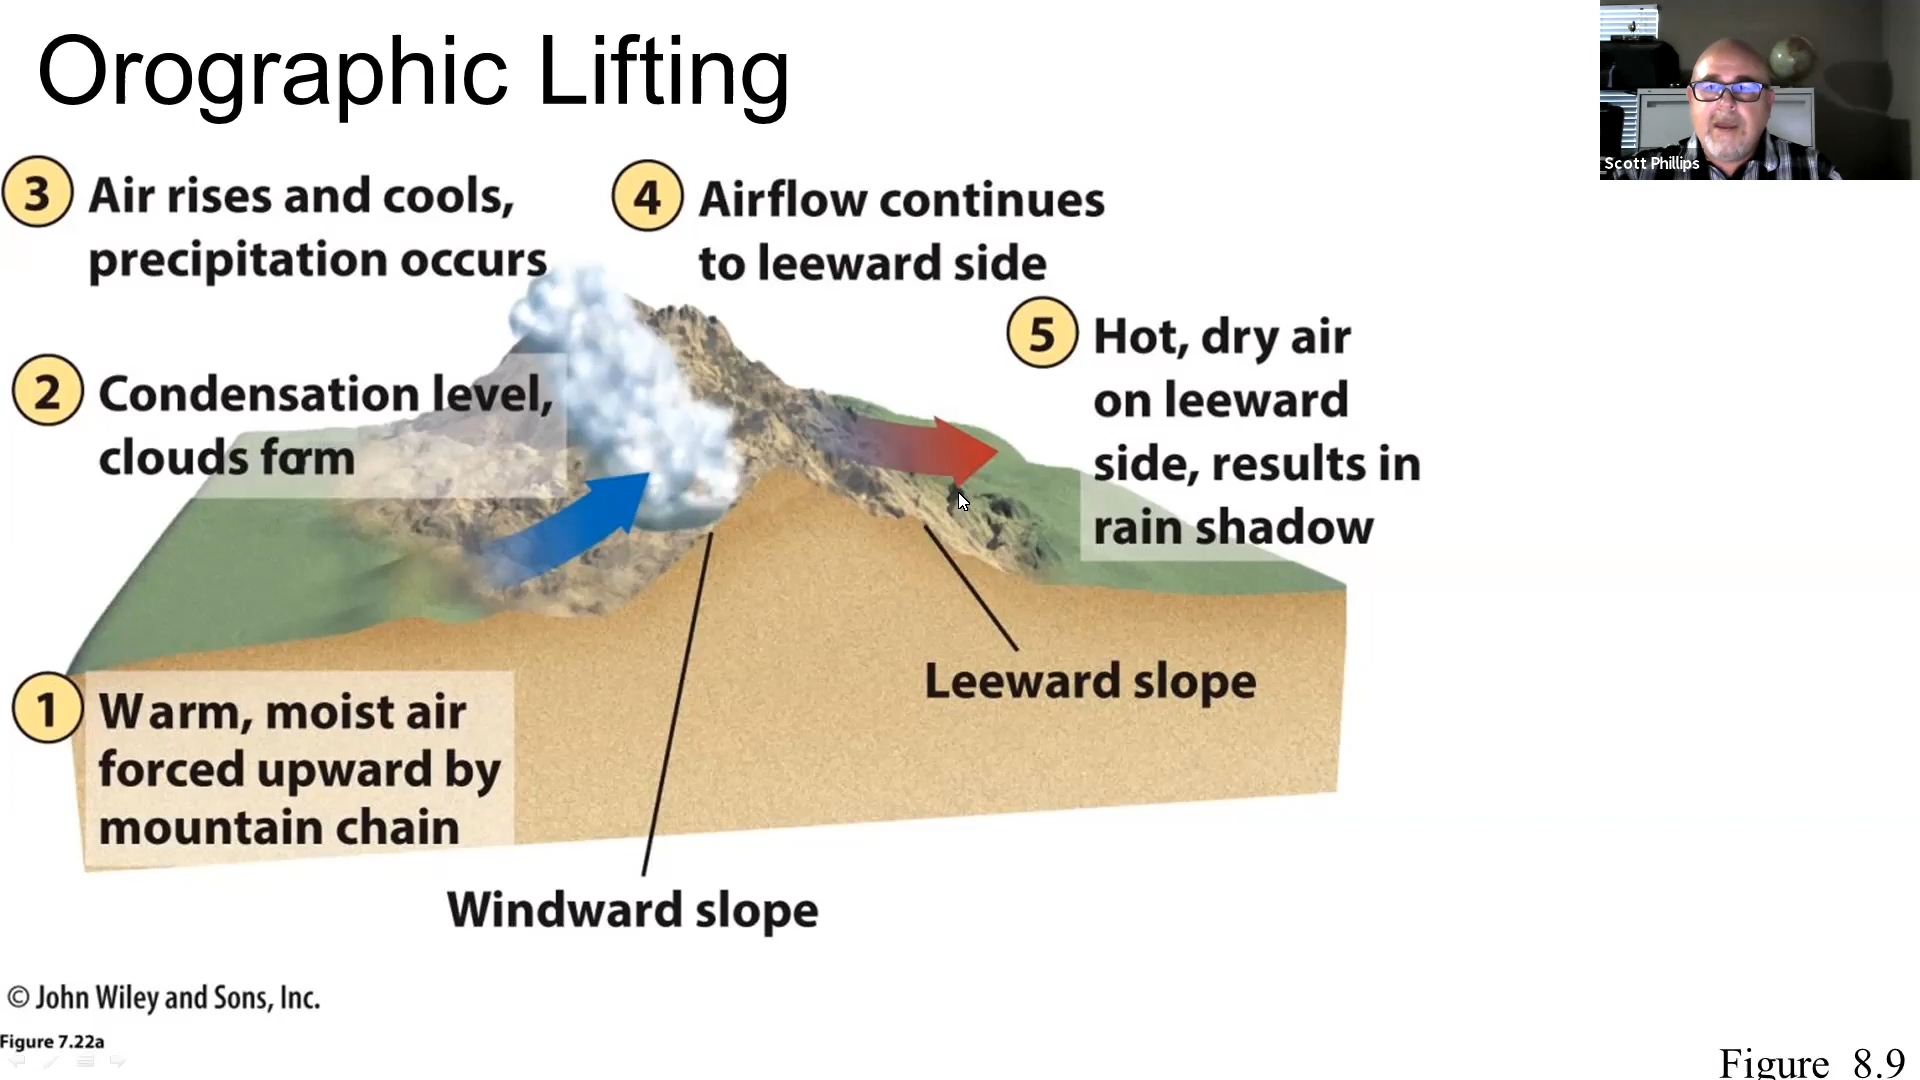 Orographic Lifting
Scott Phillips
3 Air rises and cools,
precipitation occurs
4 Airflow continues
to leeward side
5 Hot, dry air
on leeward
side, results in
rain shadow
2 Condensation level,
clouds form
Leeward slope
1 Warm, moist air
forced upward by
mountain chain
Windward slope
© John Wiley and Sons, Inc.
Figure 7.22a
Figure 8.9